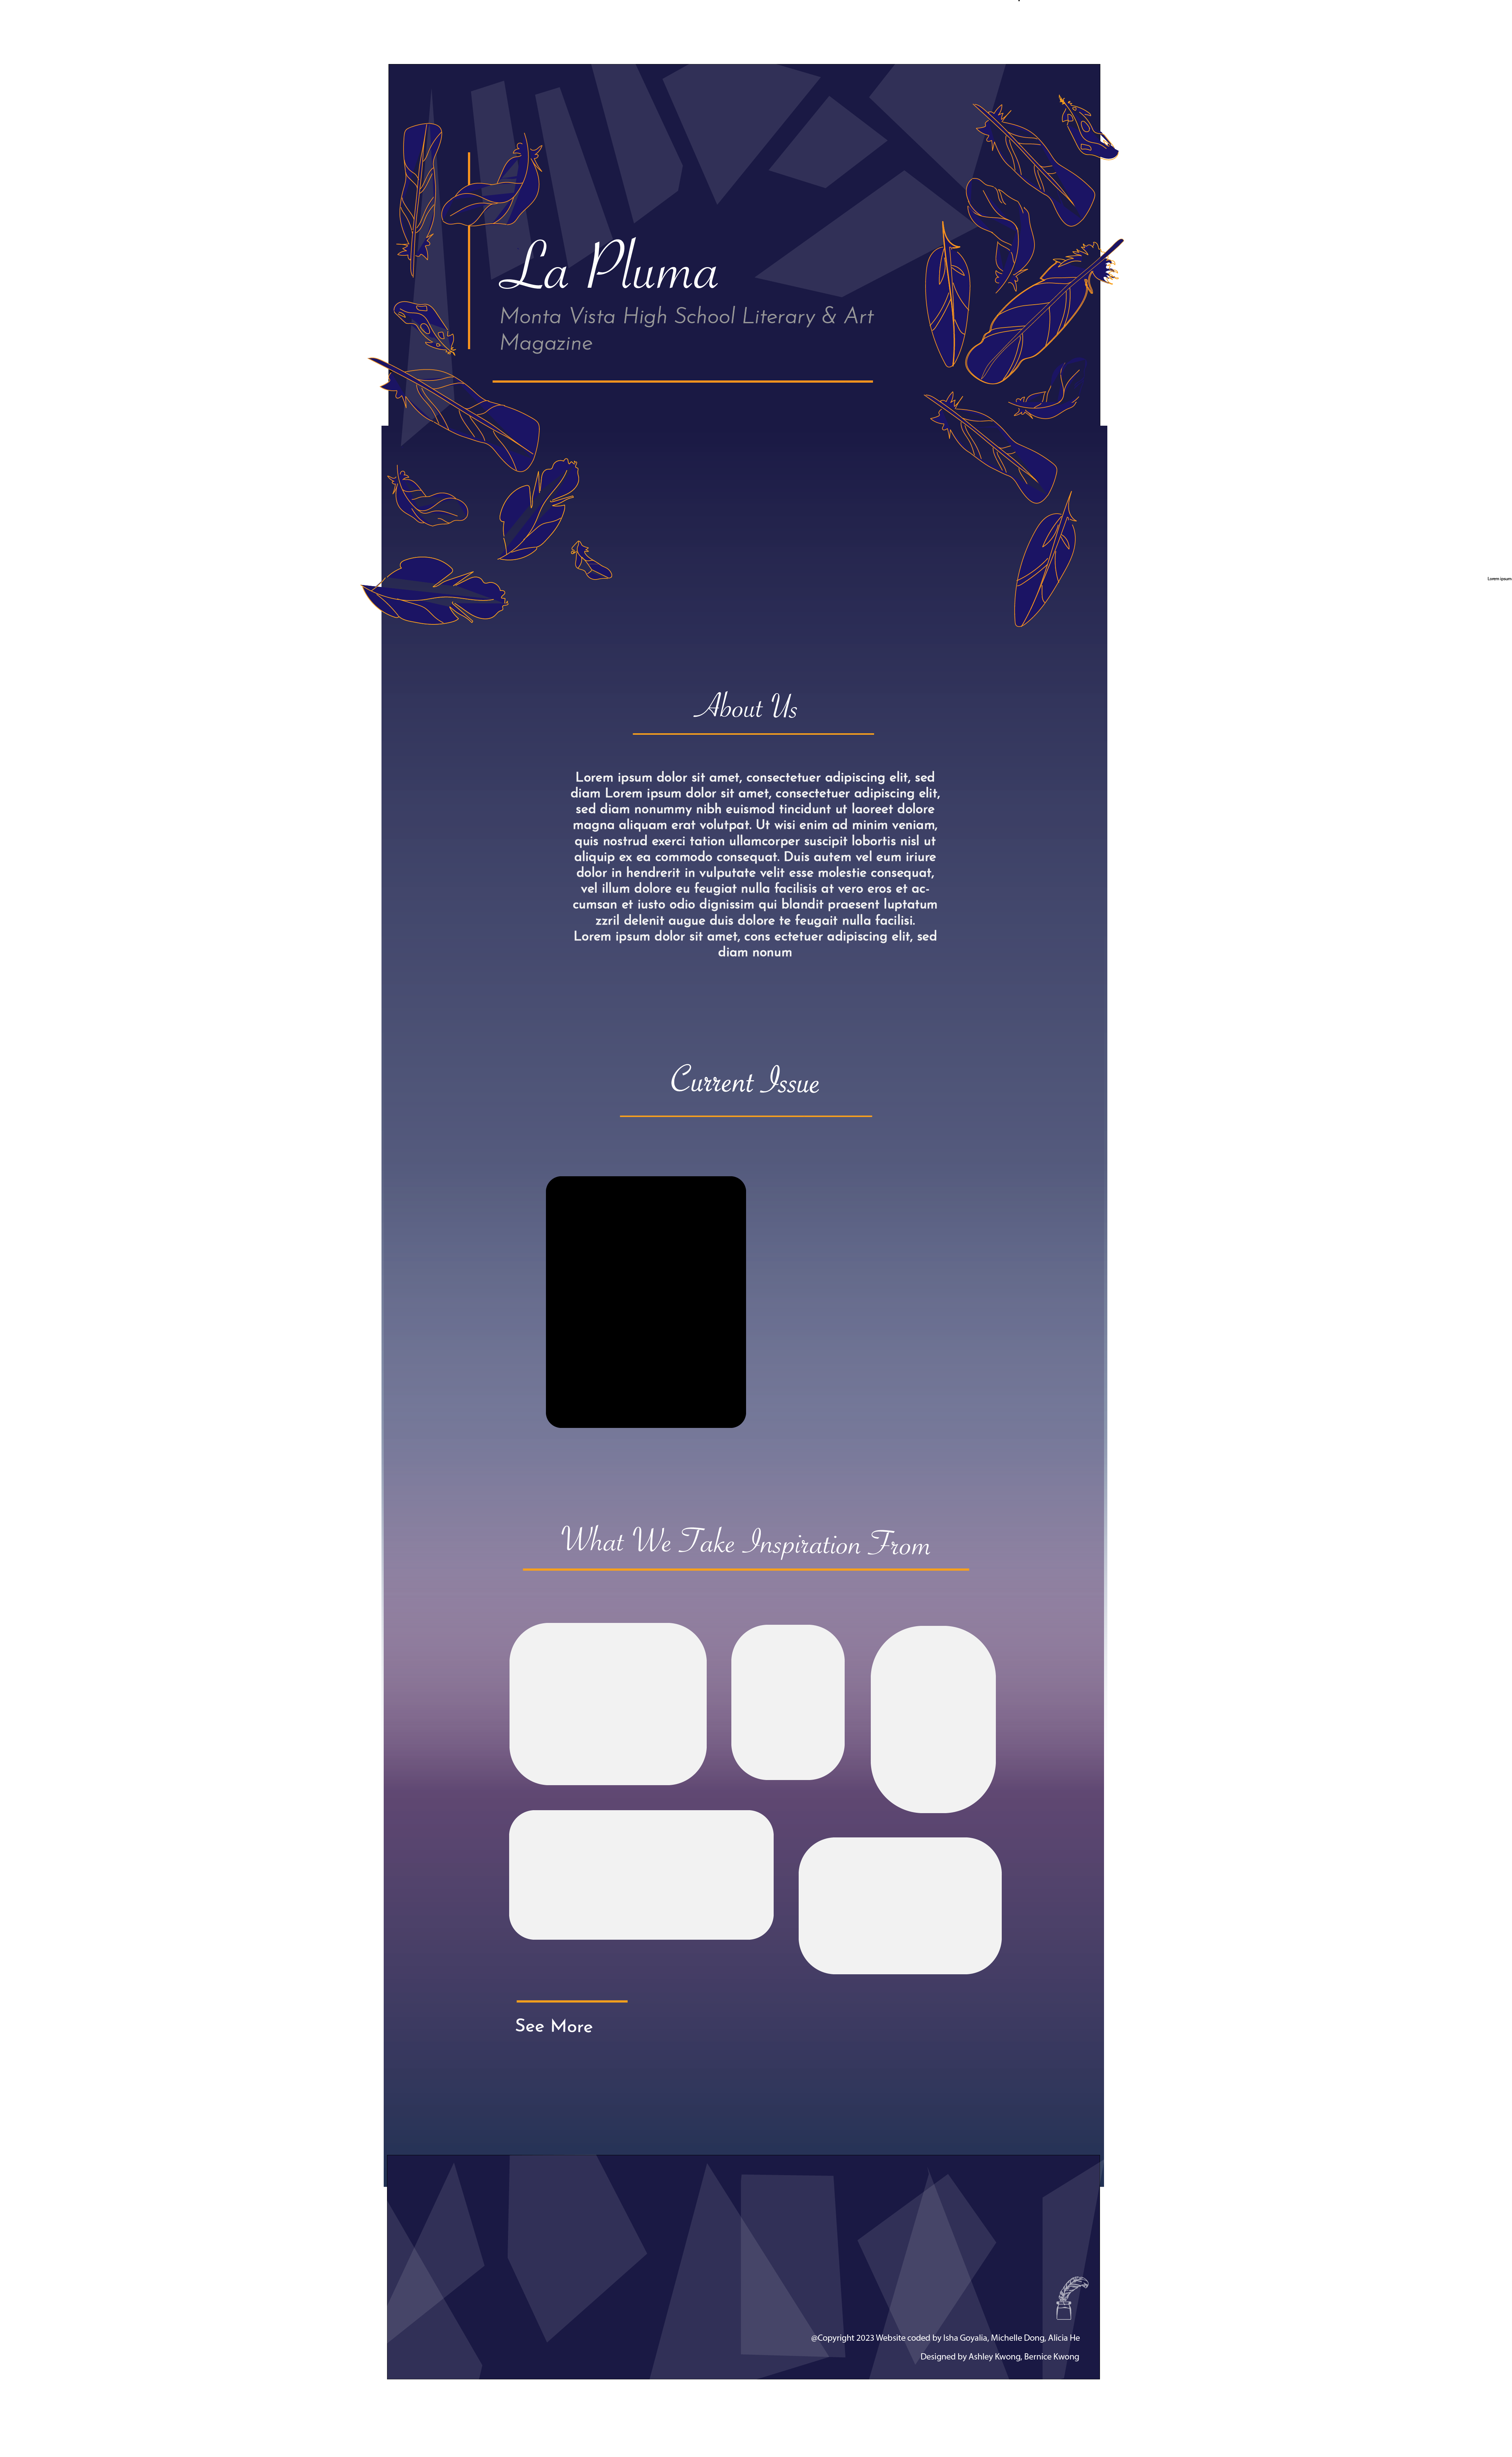 La Pluma
Monta Vista High School Literary & Art
Magazine
Lorem ipsum
About Us
Lorem ipsum dolor sit amet, consectetuer adipiscing elit, sed
diam Lorem ipsum dolor sit amet, consectetuer adipiscing elit,
sed diam nonummy nibh euismod tincidunt ut laoreet dolore
magna aliquam erat volutpat. Ut wisi enim ad minim veniam,
quis nostrud exerci tation ullamcorper suscipit lobortis nisl ut
aliquip ex ea commodo consequat. Duis autem vel eum iriure
dolor in hendrerit in vulputate velit esse molestie consequat,
vel illum dolore eu feugiat nulla facilisis at vero eros et ac-
cumsan et iusto odio dignissim qui blandit praesent luptatum
zzril delenit augue duis dolore te feugait nulla facilisi.
Lorem ipsum dolor sit amet, cons ectetuer adipiscing elit, sed
diam nonum
Current Issue
What We Take Inspiration From
See More
@Copyright 2023 Website coded by Isha Goyalia, Michelle Dong, Alicia He
Designed by Ashley Kwong, Bernice Kwong